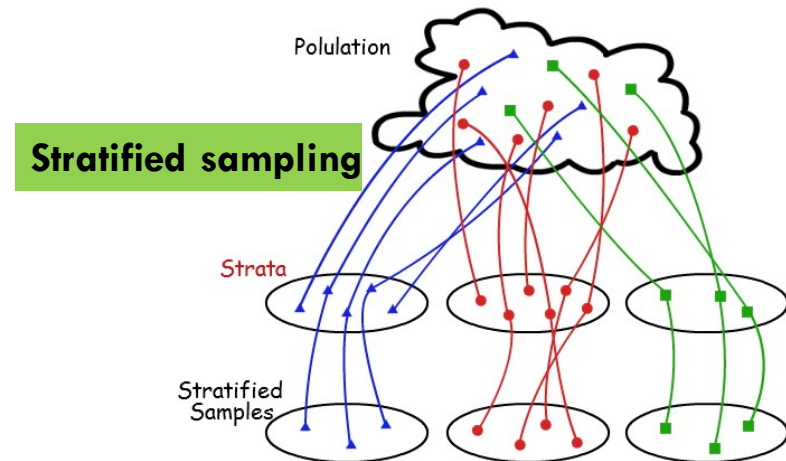 Polulation
Stratified sampling
Strata
Stratified
Samples